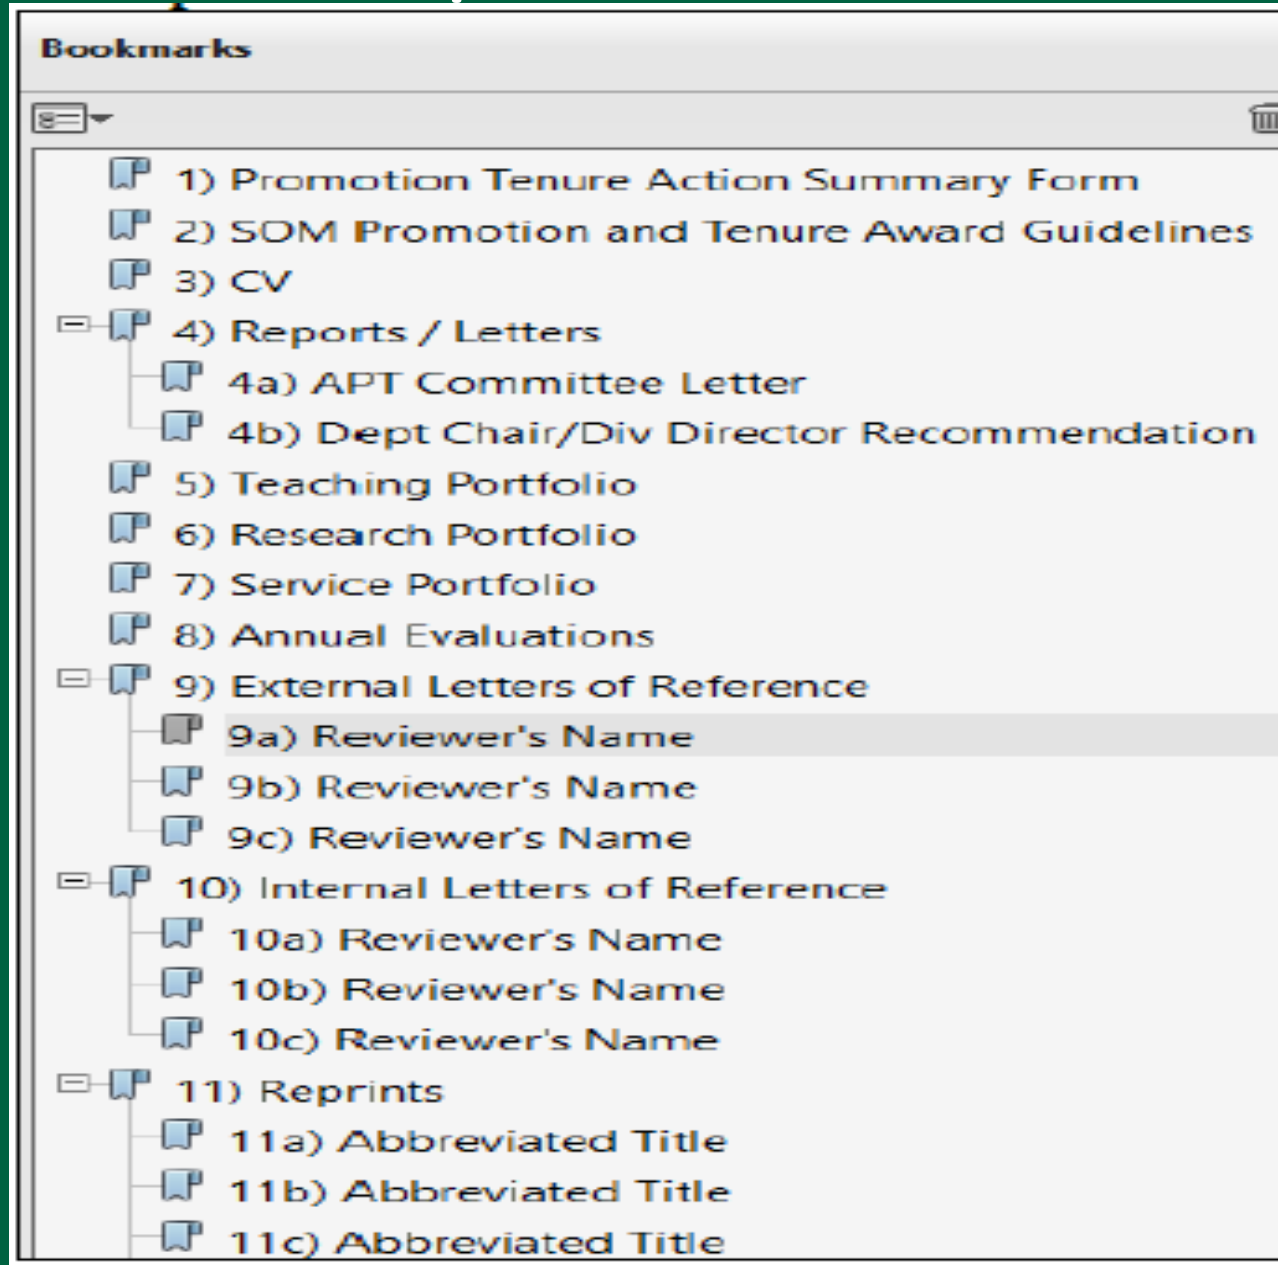 Bookmarks
1) Promotion Tenure Action Summary Form
2) SOM Promotion and Tenure Award Guidelines
3) CV
4) Reports / Letters
4a) APT Committee Letter
4b) Dept Chair/Div Director Recommendation
5) Teaching Portfolio
6) Research Portfolio
7) Service Portfolio
8) Annual Evaluations
9) External Letters of Reference
9a) Reviewer's Name
9b) Reviewer's Name
9c) Reviewer's Name
10) Internal Letters of Reference
10a) Reviewer's Name
10b) Reviewer's Name
10c) Reviewer's Name
11) Reprints
11a) Abbreviated Title
11b) Abbreviated Title
11c) Abbreviated Title